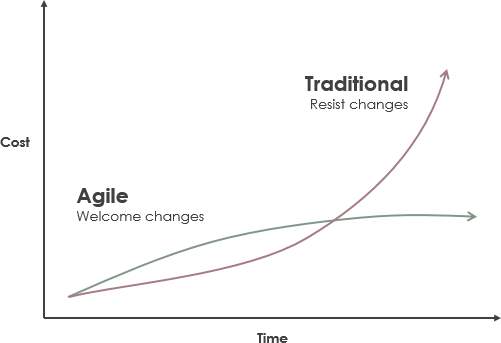 Traditional
Resist changes
Cost
Agile
Welcome changes
Time